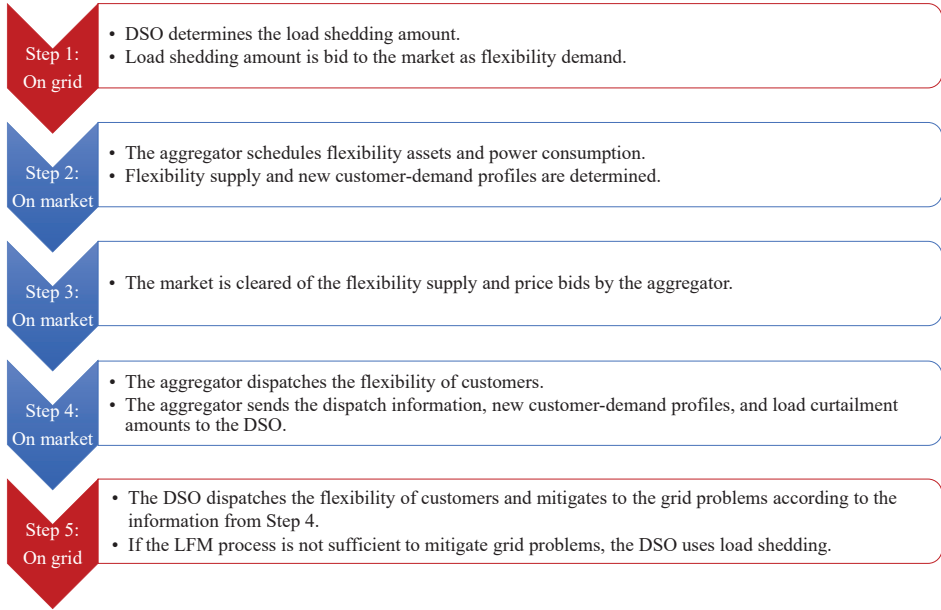 Step 1:
On grid
• DSO determines the load shedding amount.
• Load shedding amount is bid to the market as flexibility demand.
Step 2:
On market
• The aggregator schedules flexibility assets and power consumption.
• Flexibility supply and new customer-demand profiles are determined.
Step 3:
On market
• The market is cleared of the flexibility supply and price bids by the aggregator.
Step 4:
On market
• The aggregator dispatches the flexibility of customers.
• The aggregator sends the dispatch information, new customer-demand profiles, and load curtailment
amounts to the DSO.
Step 5:
On grid
• The DSO dispatches the flexibility of customers and mitigates to the grid problems according to the
information from Step 4.
• If the LFM process is not sufficient to mitigate grid problems, the DSO uses load shedding.